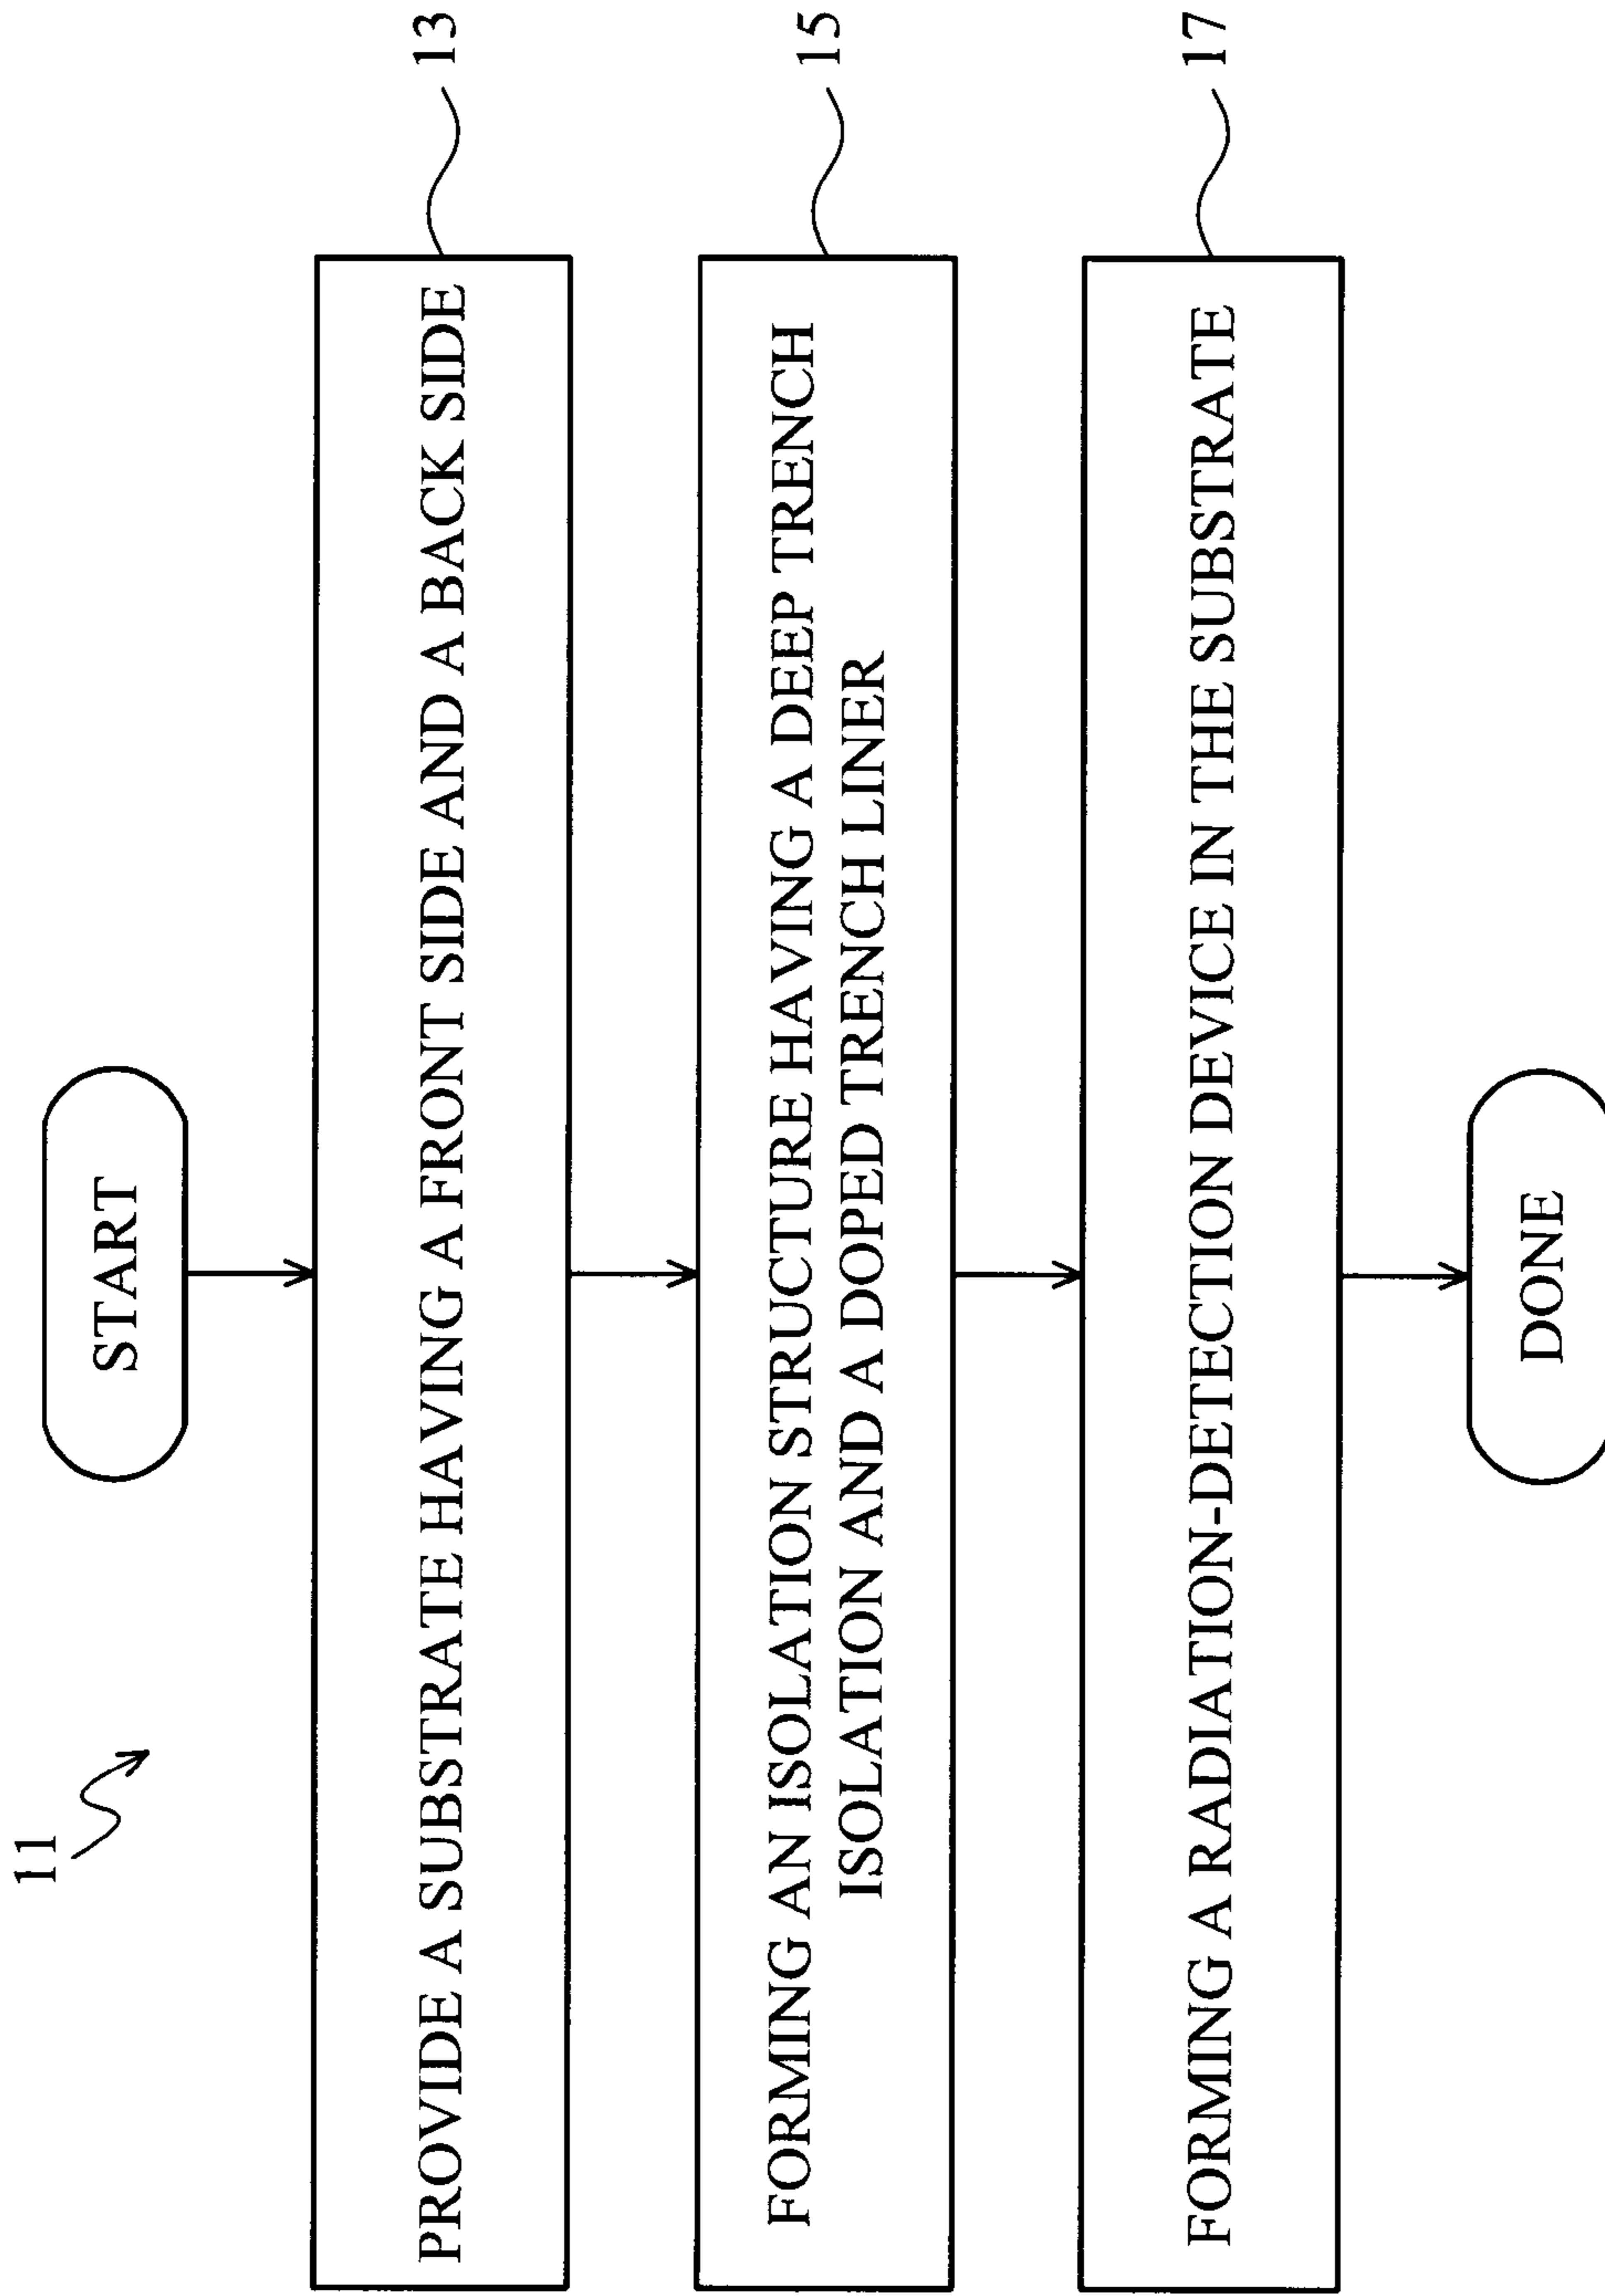 11
START
PROVIDE A SUBSTRATE HAVING A FRONT SIDE AND A BACK SIDE
13
FORMING AN ISOLATION STRUCTURE HAVING A DEEP TRENCH
ISOLATION AND A DOPED TRENCH LINER
15
FORMING A RADIATION-DETECTION DEVICE IN THE SUBSTRATE
17
DONE